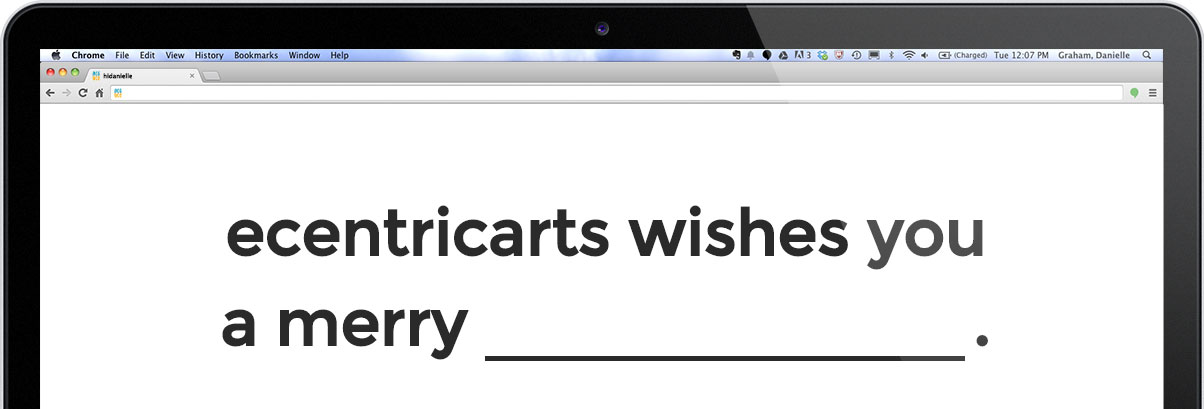 Chrome File Edit View History Bookmarks Window Help 3 (Charged) Tue 12:07 PM Graham, Danielle
hidanielle
ecentricarts wishes you
a merry ____________ .